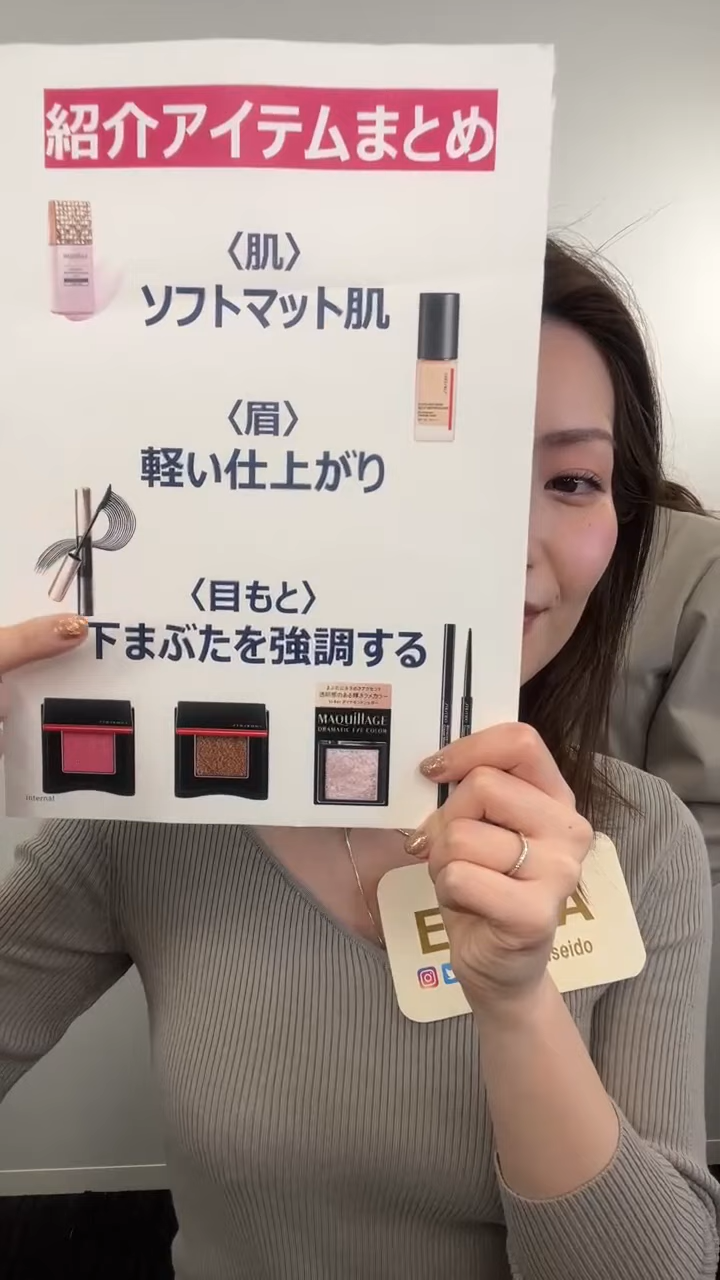 紹介アイテムまとめ
〈肌〉
ソフトマット肌
〈眉〉
軽い仕上がり
〈目もと〉
下まぶたを強調する
MAQuillAGE
DRAMATIC EYE COLOR
internal
E A
seido